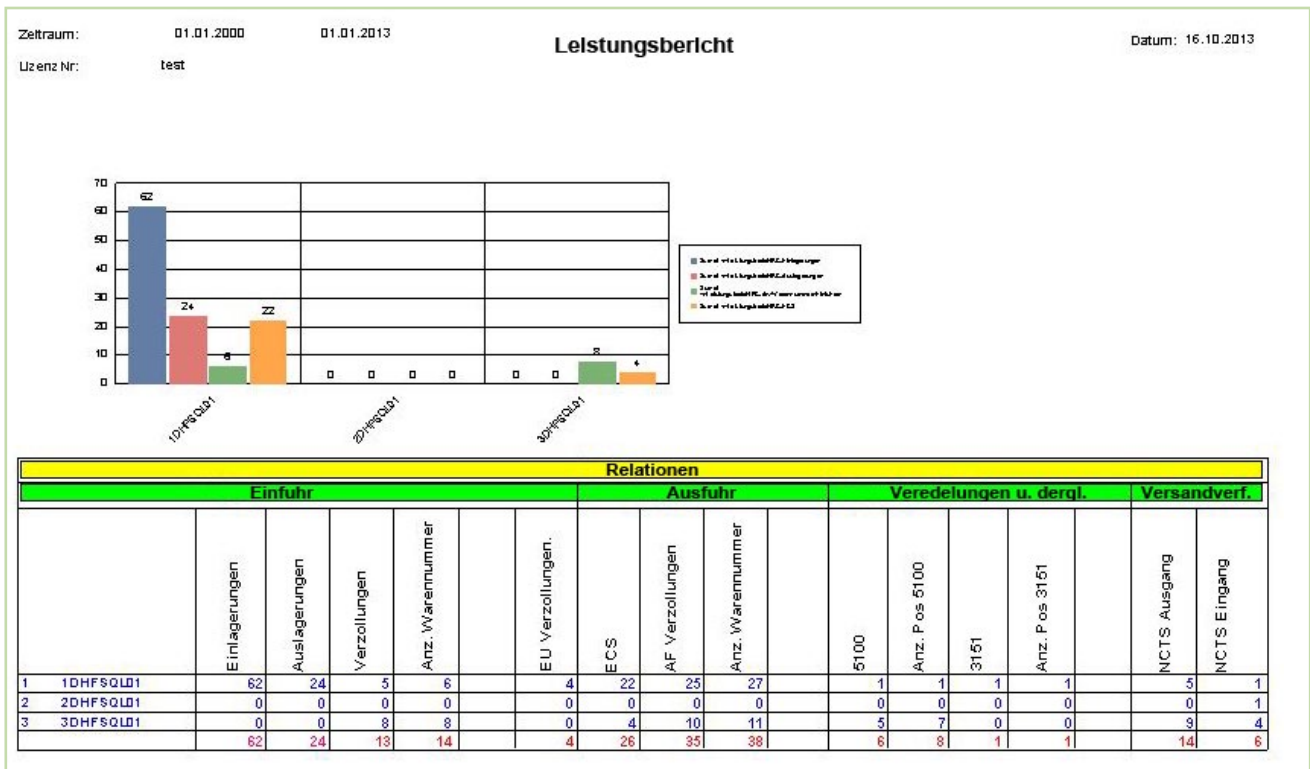 Zeitraum: 01.01.2000 01.01.2013
Leistungsbericht
Datum: 16.10.2013
Lizenz Nr: test
70
60
50
40
30
20
10
0
62
24
6
22
0 0 0 0
0 0 8 4
1DHFSQL01
2DHFSQL01
3DHFSQL01
Relationen
Einfuhr Ausfuhr Veredelungen u. dergl. Versandverf.
Einlagerungen
Auslagerungen
Verzollungen
Anz. Warennummer
EU Verzollungen.
ECS
AF Verzollungen
Anz. Warennummer
5100
Anz. Pos 5100
3151
Anz. Pos 3151
NCTS Ausgang
NCTS Eingang
1 1DHFSQL01 62 24 5 6 4 22 25 27 1 1 1 1 5 1
2 2DHFSQL01 0 0 0 0 0 0 0 0 0 0 0 0 0 1
3 3DHFSQL01 0 0 8 8 0 4 10 11 5 7 0 0 9 4
62 24 13 14 4 26 35 38 6 8 1 1 14 6